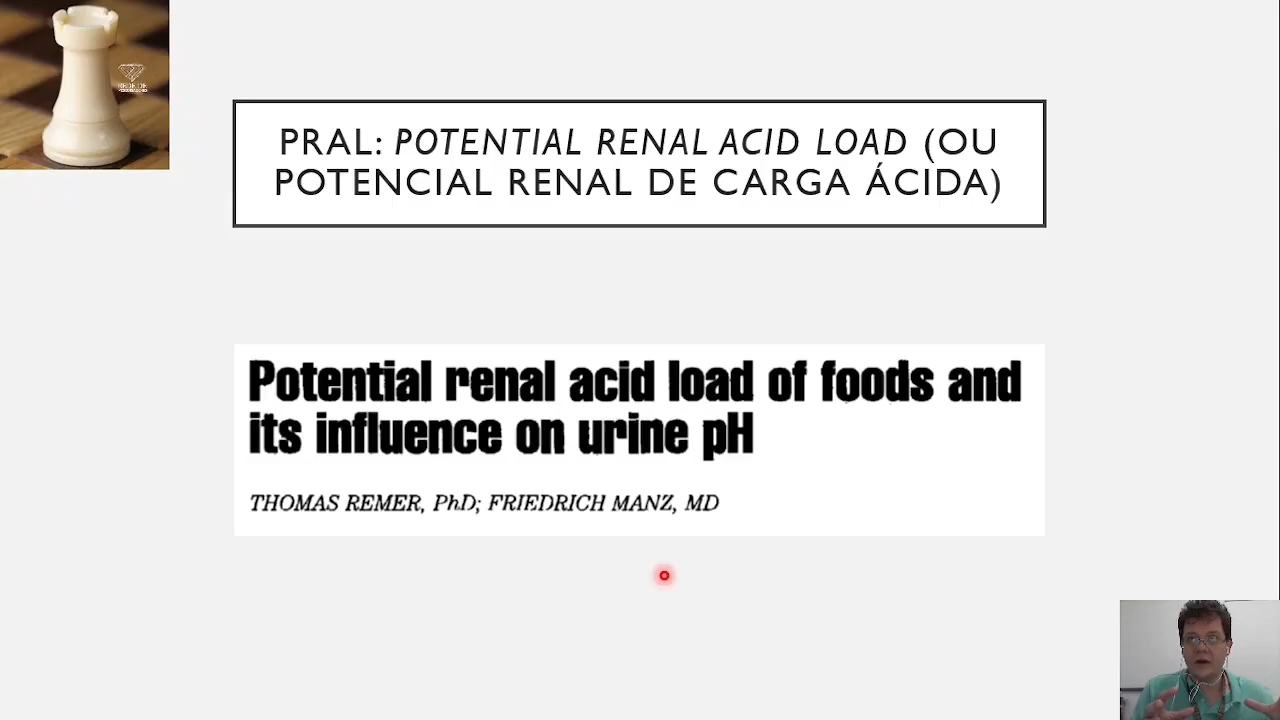 PRAL: POTENTIAL RENAL ACID LOAD (OU
POTENCIAL RENAL DE CARGA ÁCIDA)
Potential renal acid load of foods and
its influence on urine pH
THOMAS REMER, PhD; FRIEDRICH MANZ, MD